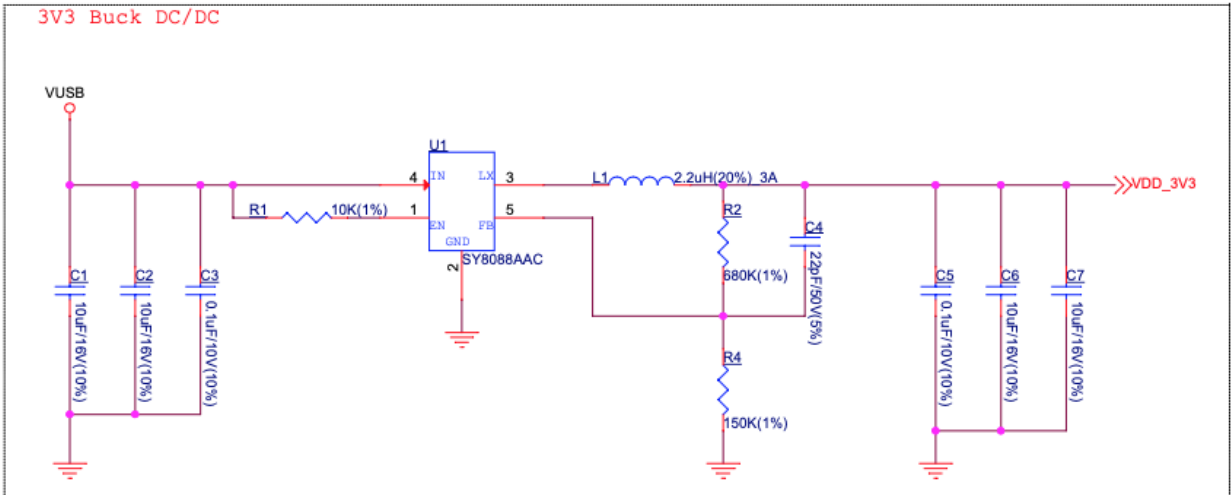 3V3 Buck DC/DC
VUSB
U1
4
IN
LX
3
L1
2.2uH(20%)_3A
VDD_3V3
R1
10K(1%)
1
EN
FB
5
GND
2
SY8088AAC
R2
680K(1%)
C4
22pF/50V(5%)
C1
10uF/16V(10%)
C2
10uF/16V(10%)
C3
0.1uF/10V(10%)
R4
150K(1%)
C5
0.1uF/10V(10%)
C6
10uF/16V(10%)
C7
10uF/16V(10%)